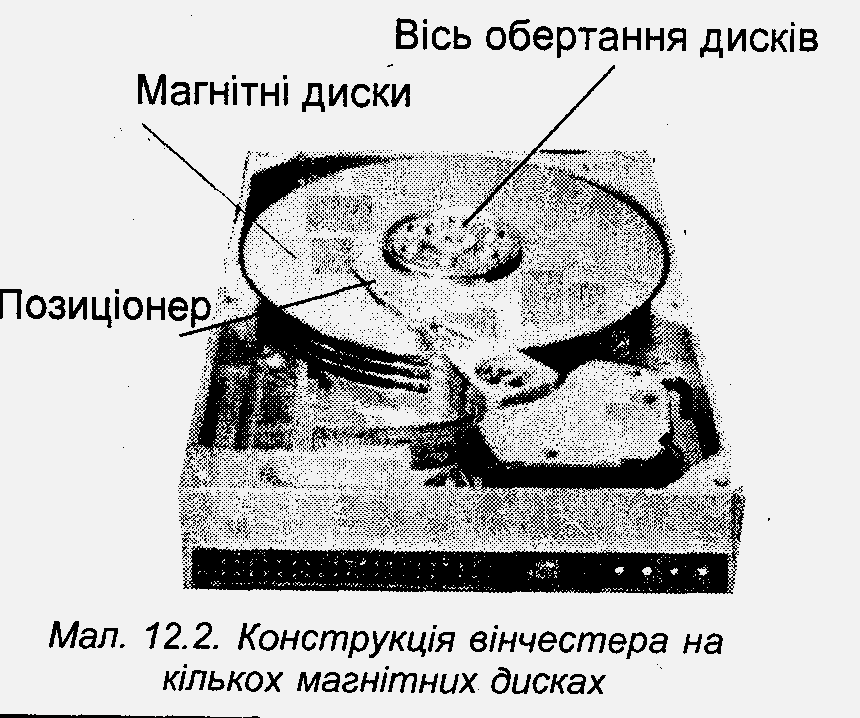 Вісь обертання дисків
Магнітні диски
Позиціонер
Мал. 12.2. Конструкція вінчестера на
кількох магнітних дисках